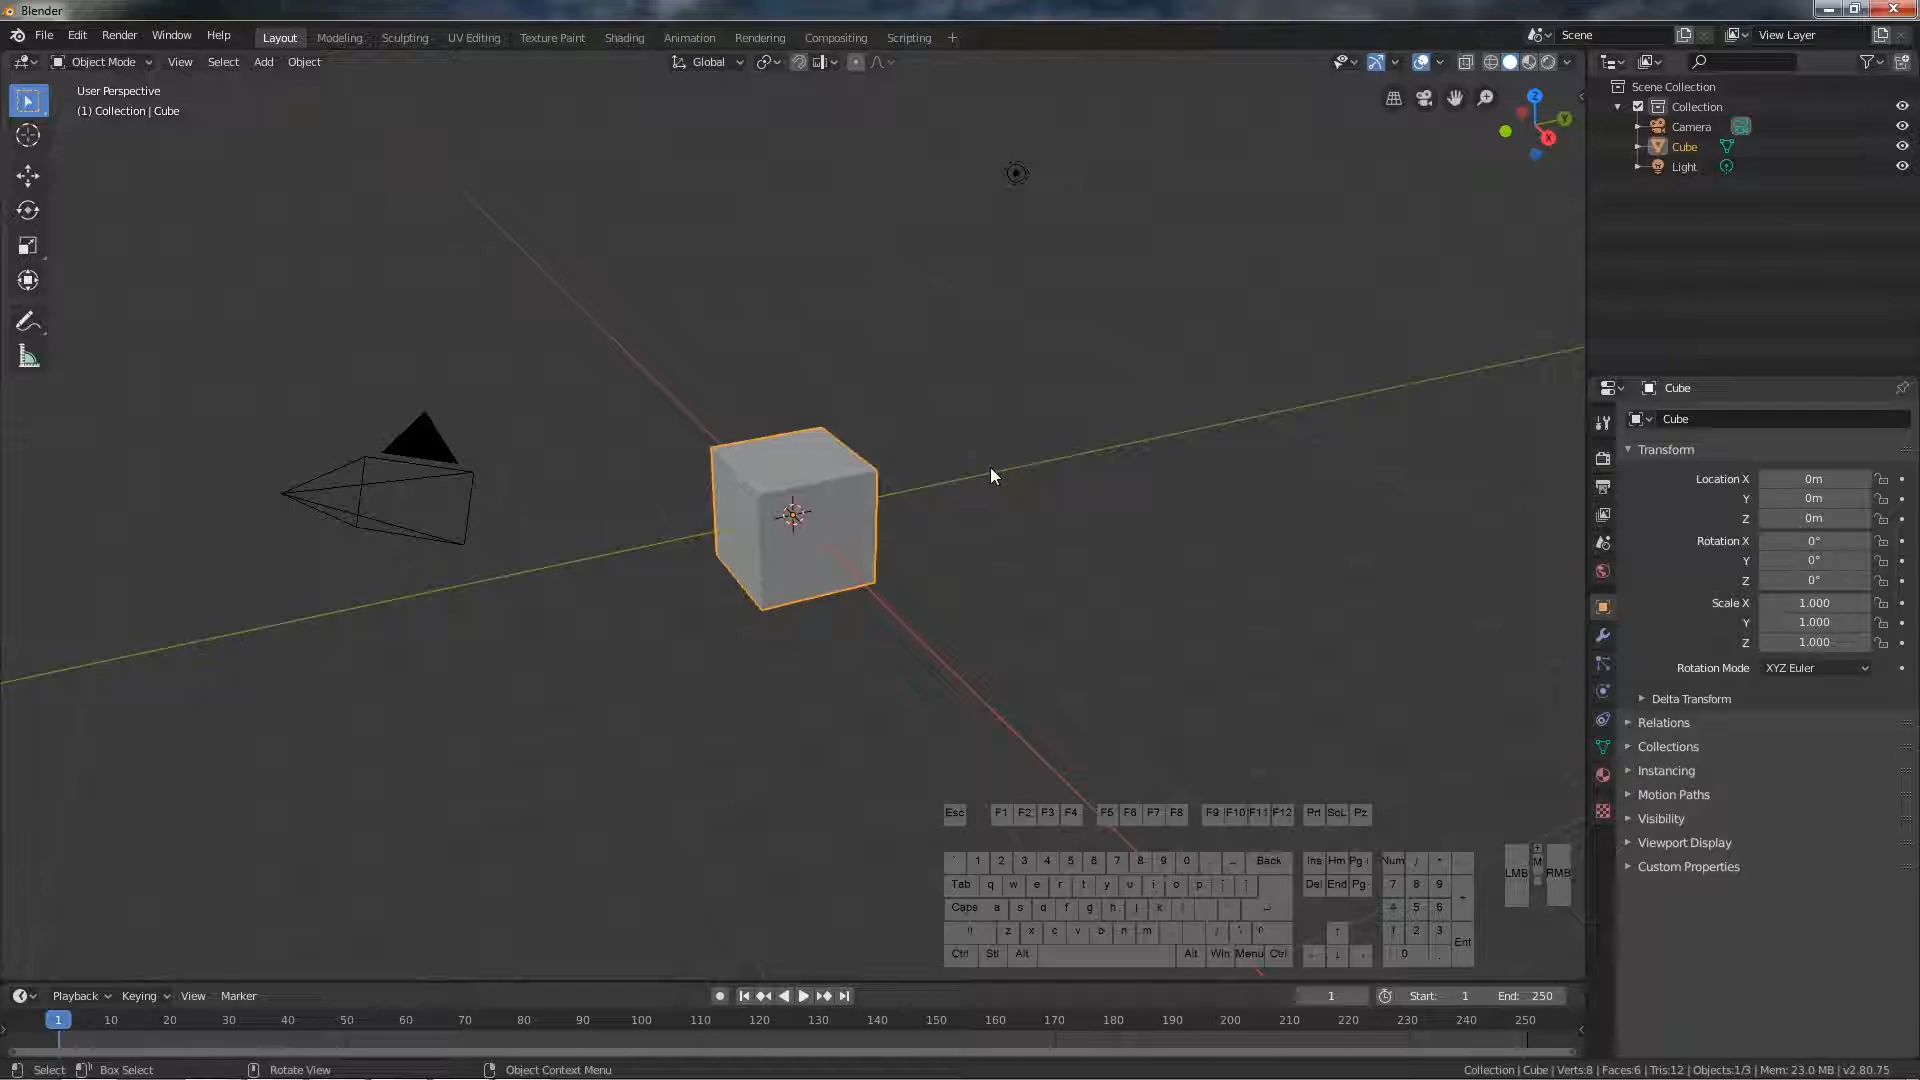 Blender
File Edit Render Window Help Layout Modeling Sculpting UV Editing Texture Paint Shading Animation Rendering Compositing Scripting + Scene View Layer
Object Mode View Select Add Object Global
User Perspective
(1) Collection | Cube
Z
Y
X
Scene Collection
Collection
Camera
Cube
Light
Cube
Cube
Transform
Location X 0m
Y 0m
Z 0m
Rotation X 0°
Y 0°
Z 0°
Scale X 1.000
Y 1.000
Z 1.000
Rotation Mode XYZ Euler
Delta Transform
Relations
Collections
Instancing
Motion Paths
Visibility
Viewport Display
Custom Properties
Esc F1 F2 F3 F4 F5 F6 F7 F8 F9 F10 F11 F12 Prt ScL Pz
1 2 3 4 5 6 7 8 9 0 Back Ins Hm Pg Num /
Tab q w e r t y u i o p Del End Pg 7 8 9
Caps a s d f g h j k 4 5 6
z x c v b n m 1 2 3
Ctrl Stl Alt Alt Win Menu Ctrl 0 Ent
LMB M RMB
Playback Keying View Marker 1 Start: 1 End: 250
1 10 20 30 40 50 60 70 80 90 100 110 120 130 140 150 160 170 180 190 200 210 220 230 240 250
Select Box Select Rotate View Object Context Menu Collection | Cube | Verts:8 | Faces:6 | Tris:12 | Objects:1/3 | Mem: 23.0 MB | v2.80.75